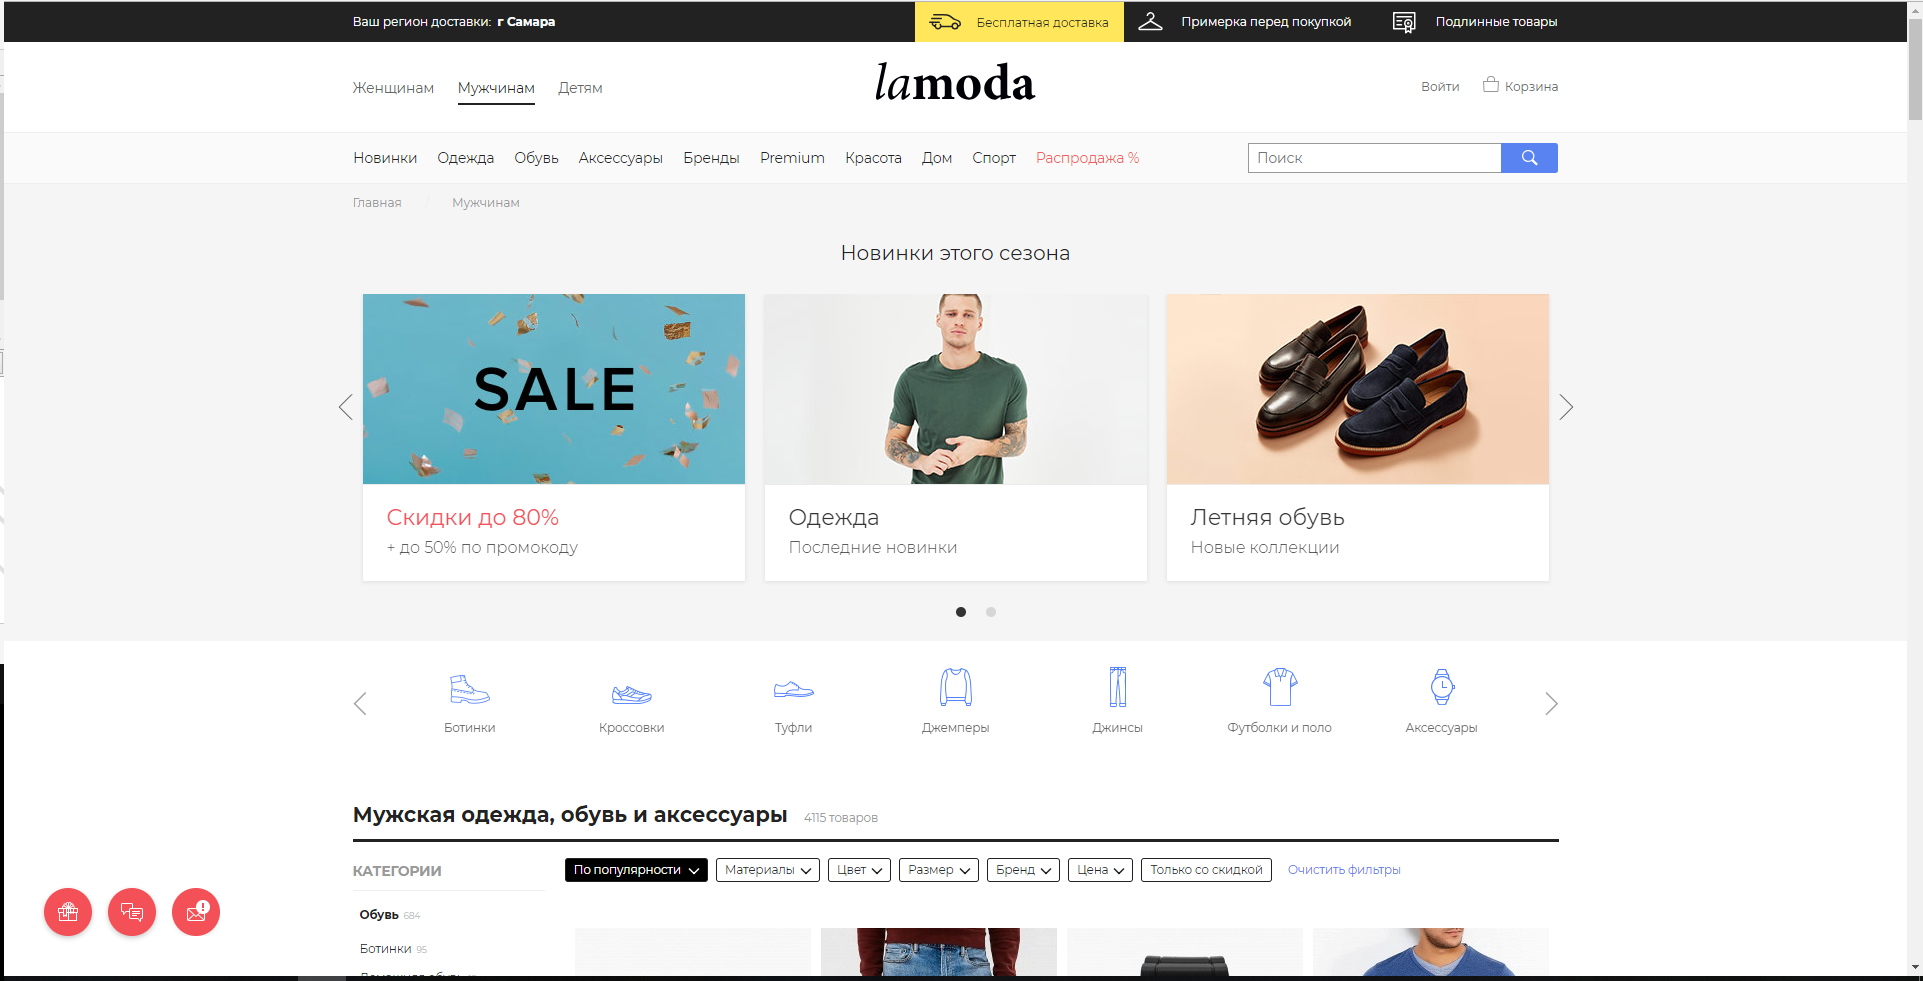 Ваш регион доставки: г Самара
Бесплатная доставка
Примерка перед покупкой
Подлинные товары
Женщинам Мужчинам Детям
lamoda
Войти Корзина
Новинки Одежда Обувь Аксессуары Бренды Premium Красота Дом Спорт Распродажа %
Поиск
Главная / Мужчинам
Новинки этого сезона
SALE
Скидки до 80%
+ до 50% по промокоду
Одежда
Последние новинки
Летняя обувь
Новые коллекции
Ботинки Кроссовки Туфли Джемперы Джинсы Футболки и поло Аксессуары
Мужская одежда, обувь и аксессуары 4115 товаров
КАТЕГОРИИ
По популярности Материалы Цвет Размер Бренд Цена Только со скидкой Очистить фильтры
Обувь 684
Ботинки 95